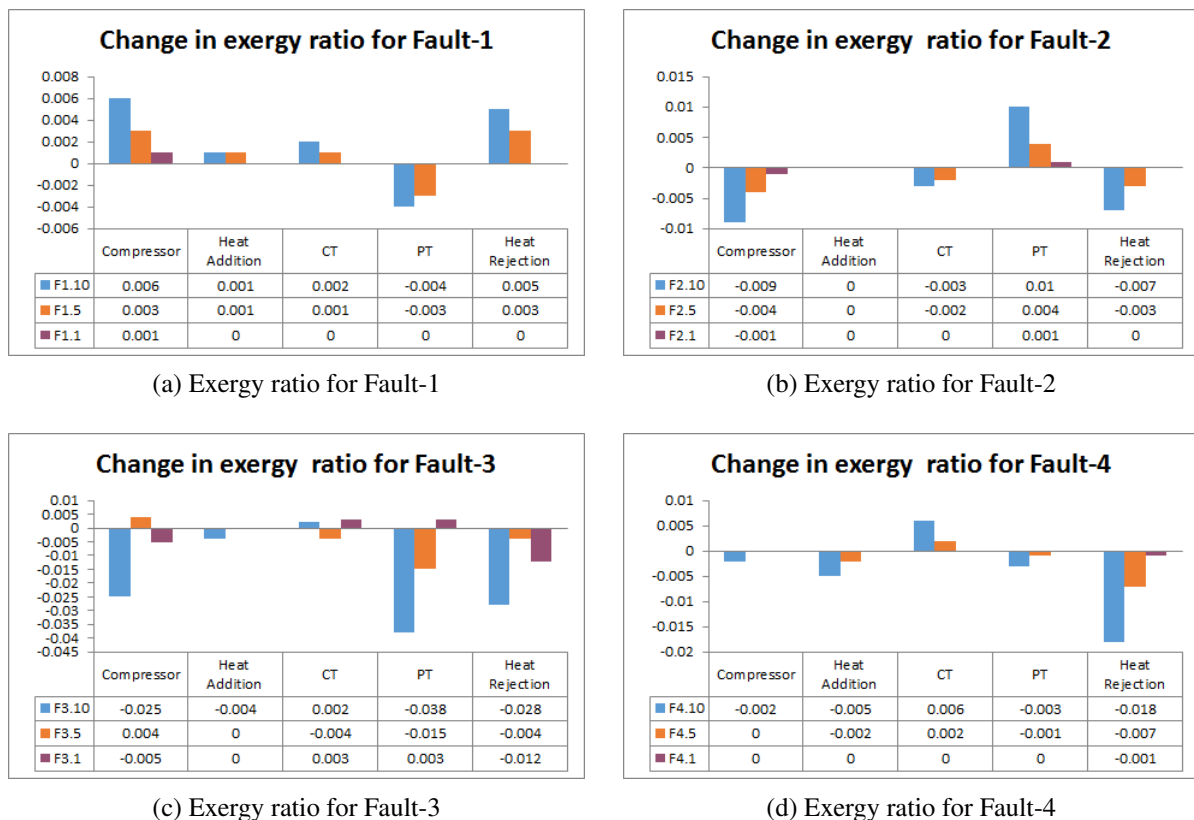 Change in exergy ratio for Fault-1
0.008
0.006
0.004
0.002
0
-0.002
-0.004
-0.006
Compressor Heat Addition CT PT Heat Rejection
F1.10 0.006 0.001 0.002 -0.004 0.005
F1.5 0.003 0.001 0.001 -0.003 0.003
F1.1 0.001 0 0 0 0
(a) Exergy ratio for Fault-1
Change in exergy ratio for Fault-2
0.015
0.01
0.005
0
-0.005
-0.01
Compressor Heat Addition CT PT Heat Rejection
F2.10 -0.009 0 -0.003 0.01 -0.007
F2.5 -0.004 0 -0.002 0.004 -0.003
F2.1 -0.001 0 0 0.001 0
(b) Exergy ratio for Fault-2
Change in exergy ratio for Fault-3
0.01
0.005
0
-0.005
-0.01
-0.015
-0.02
-0.025
-0.03
-0.035
-0.04
-0.045
Compressor Heat Addition CT PT Heat Rejection
F3.10 -0.025 -0.004 0.002 -0.038 -0.028
F3.5 0.004 0 -0.004 -0.015 -0.004
F3.1 -0.005 0 0.003 0.003 -0.012
(c) Exergy ratio for Fault-3
Change in exergy ratio for Fault-4
0.01
0.005
0
-0.005
-0.01
-0.015
-0.02
Compressor Heat Addition CT PT Heat Rejection
F4.10 -0.002 -0.005 0.006 -0.003 -0.018
F4.5 0 -0.002 0.002 -0.001 -0.007
F4.1 0 0 0 0 -0.001
(d) Exergy ratio for Fault-4